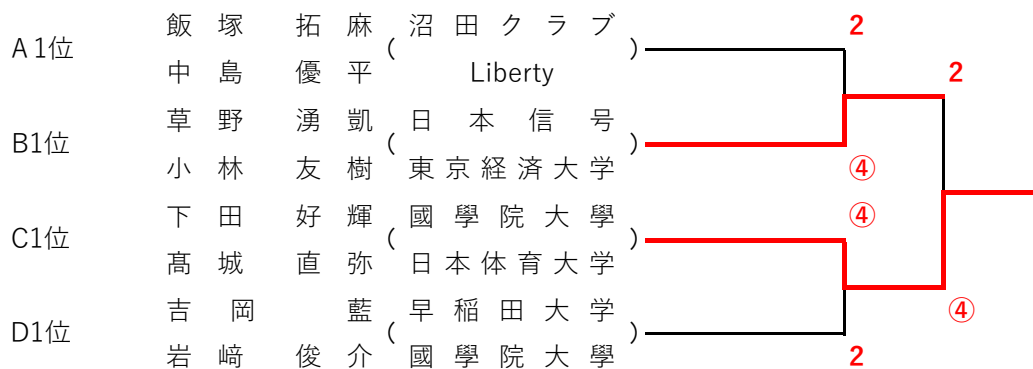 飯塚 拓麻 ( 沼田クラブ ) 2
A1位
中島 優平 Liberty 2
草野 湧凱 ( 日本信号 )
B1位
小林 友樹 東京経済大学 ④
下田 好輝 ( 國學院大學 ) ④
C1位
髙城 直弥 日本体育大学
吉岡 藍 ( 早稲田大学 ) ④
D1位
岩﨑 俊介 國學院大學 2